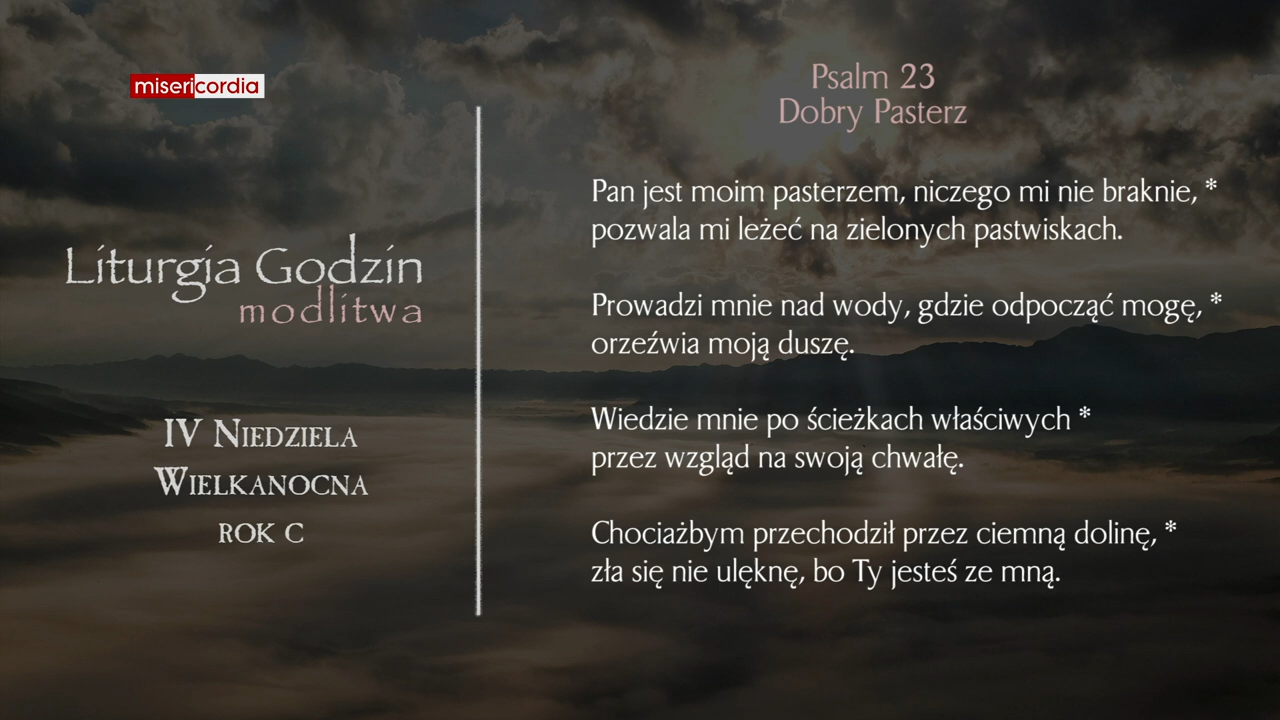 misericordia
Liturgia Godzin
modlitwa
IV Niedziela
Wielkanocna
rok C
Psalm 23
Dobry Pasterz
Pan jest moim pasterzem, niczego mi nie braknie, *
pozwala mi leżeć na zielonych pastwiskach.
Prowadzi mnie nad wody, gdzie odpocząć mogę, *
orzeźwia moją duszę.
Wiedzie mnie po ścieżkach właściwych *
przez wzgląd na swoją chwałę.
Chociażbym przechodził przez ciemną dolinę, *
zła się nie ulęknę, bo Ty jesteś ze mną.